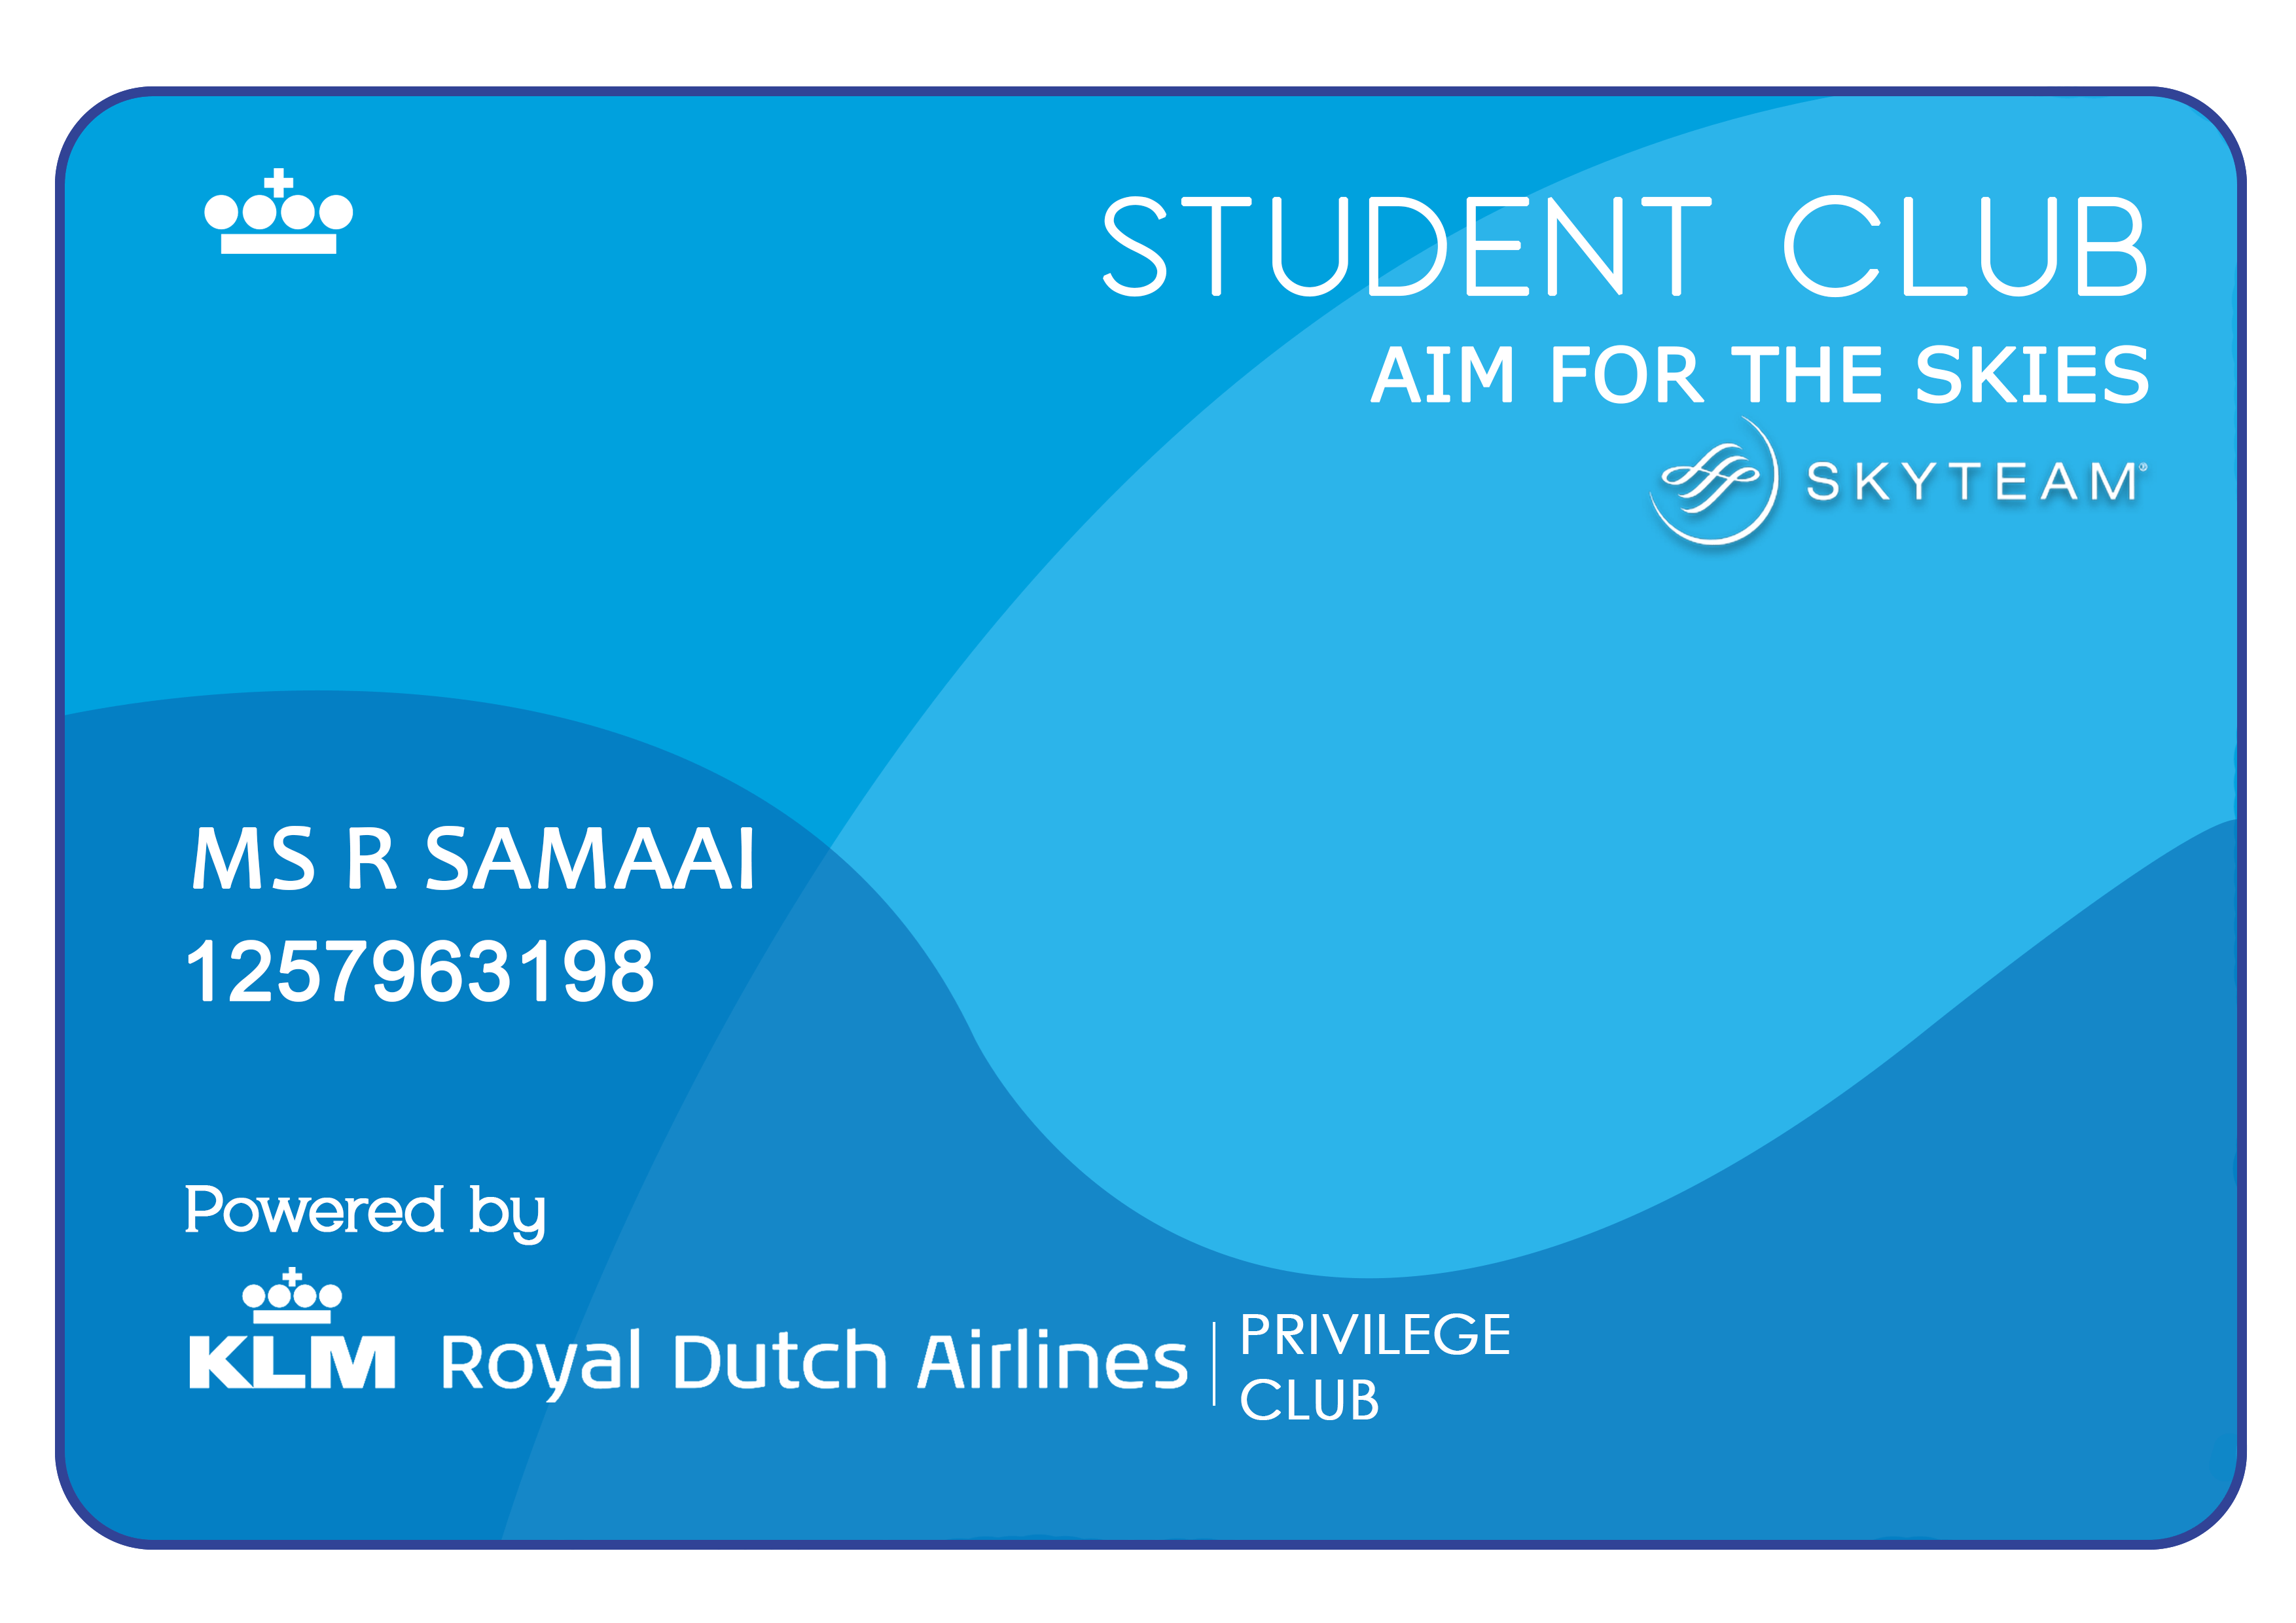 STUDENT CLUB
AIM FOR THE SKIES
SKYTEAM®
MS R SAMAAI
1257963198
Powered by
KLM Royal Dutch Airlines
PRIVILEGE
CLUB